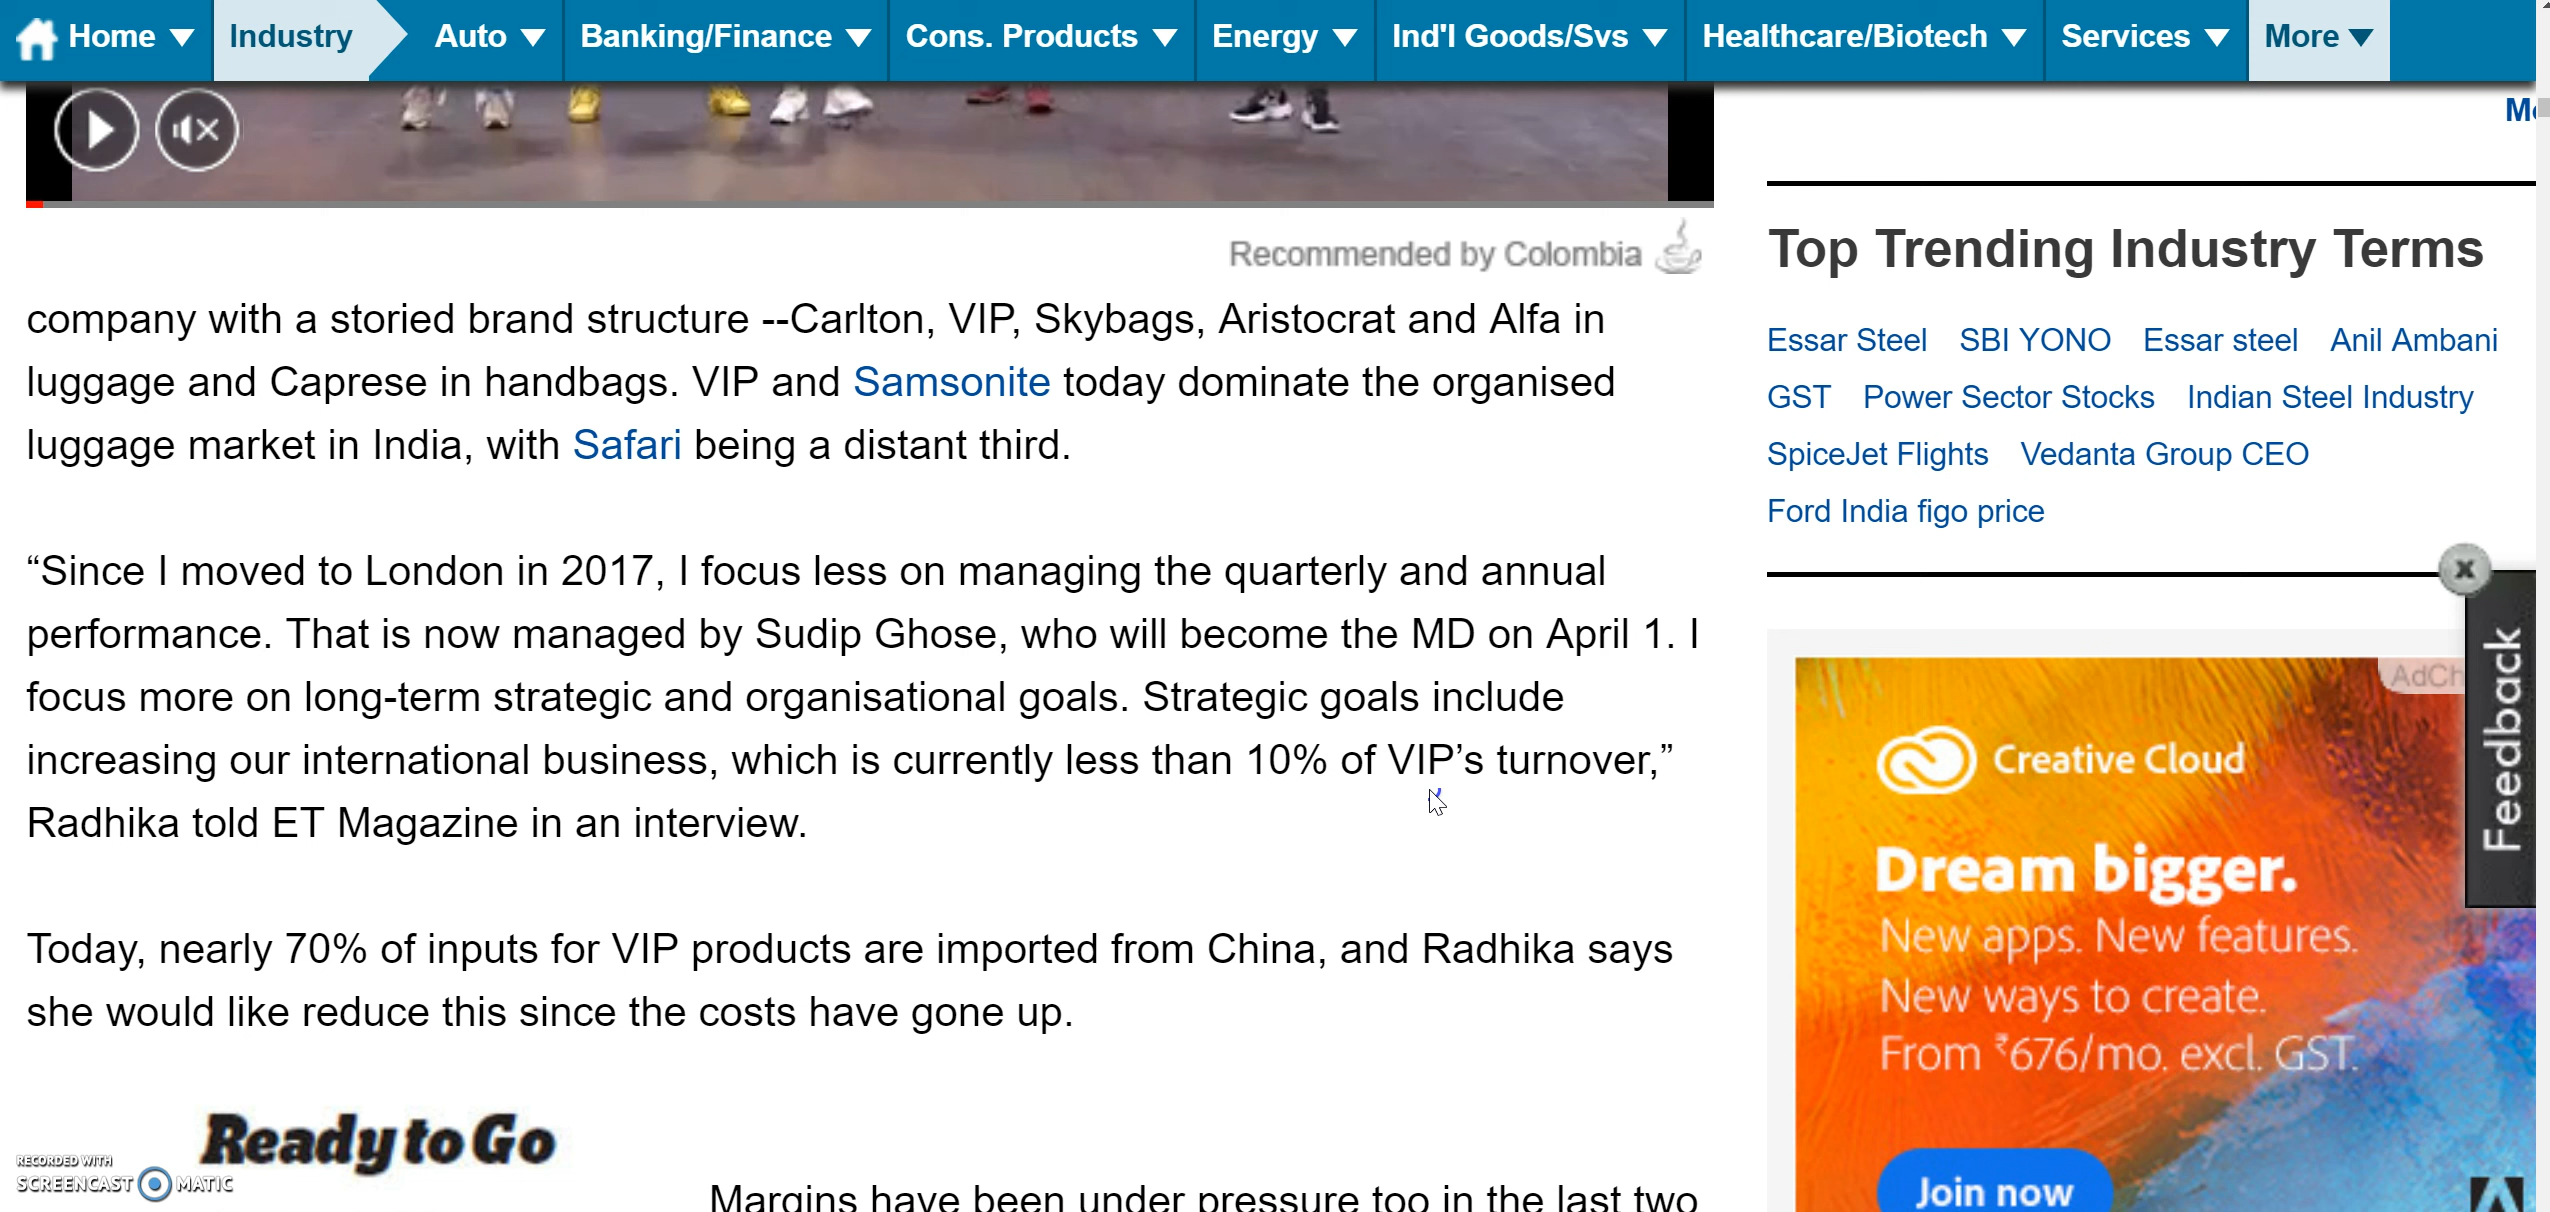 Home Industry Auto Banking/Finance Cons. Products Energy Ind'l Goods/Svs Healthcare/Biotech Services More
Recommended by Colombia
company with a storied brand structure --Carlton, VIP, Skybags, Aristocrat and Alfa in
luggage and Caprese in handbags. VIP and Samsonite today dominate the organised
luggage market in India, with Safari being a distant third.
“Since I moved to London in 2017, I focus less on managing the quarterly and annual
performance. That is now managed by Sudip Ghose, who will become the MD on April 1. I
focus more on long-term strategic and organisational goals. Strategic goals include
increasing our international business, which is currently less than 10% of VIP’s turnover,”
Radhika told ET Magazine in an interview.
Today, nearly 70% of inputs for VIP products are imported from China, and Radhika says
she would like reduce this since the costs have gone up.
Ready to Go
Margins have been under pressure too in the last two
RECORDED WITH
SCREENCAST MATIC
Top Trending Industry Terms
Essar Steel SBI YONO Essar steel Anil Ambani
GST Power Sector Stocks Indian Steel Industry
SpiceJet Flights Vedanta Group CEO
Ford India figo price
x
Feedback
Creative Cloud
Dream bigger.
New apps. New features.
New ways to create.
From ₹676/mo. excl. GST.
Join now